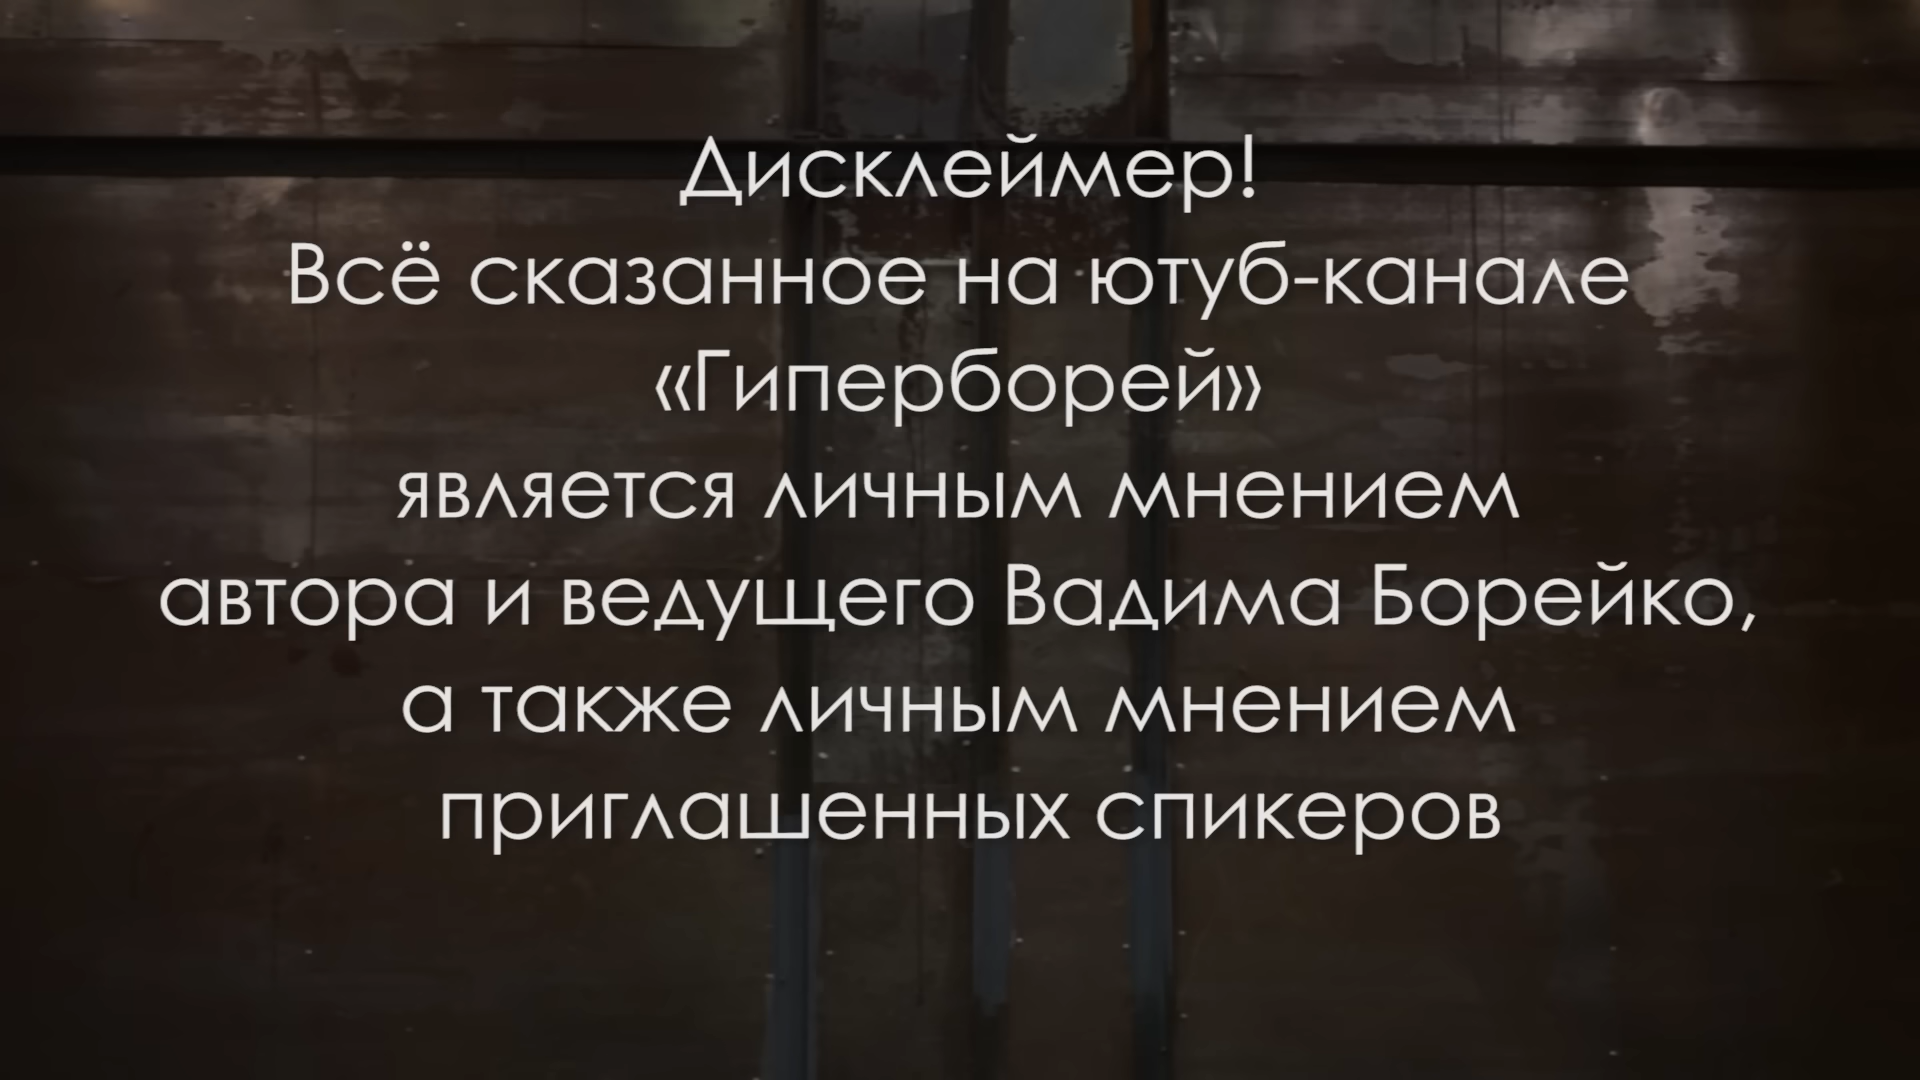 Дисклеймер!
Всё сказанное на ютуб-канале
«Гиперборей»
является личным мнением
автора и ведущего Вадима Борейко,
а также личным мнением
приглашенных спикеров